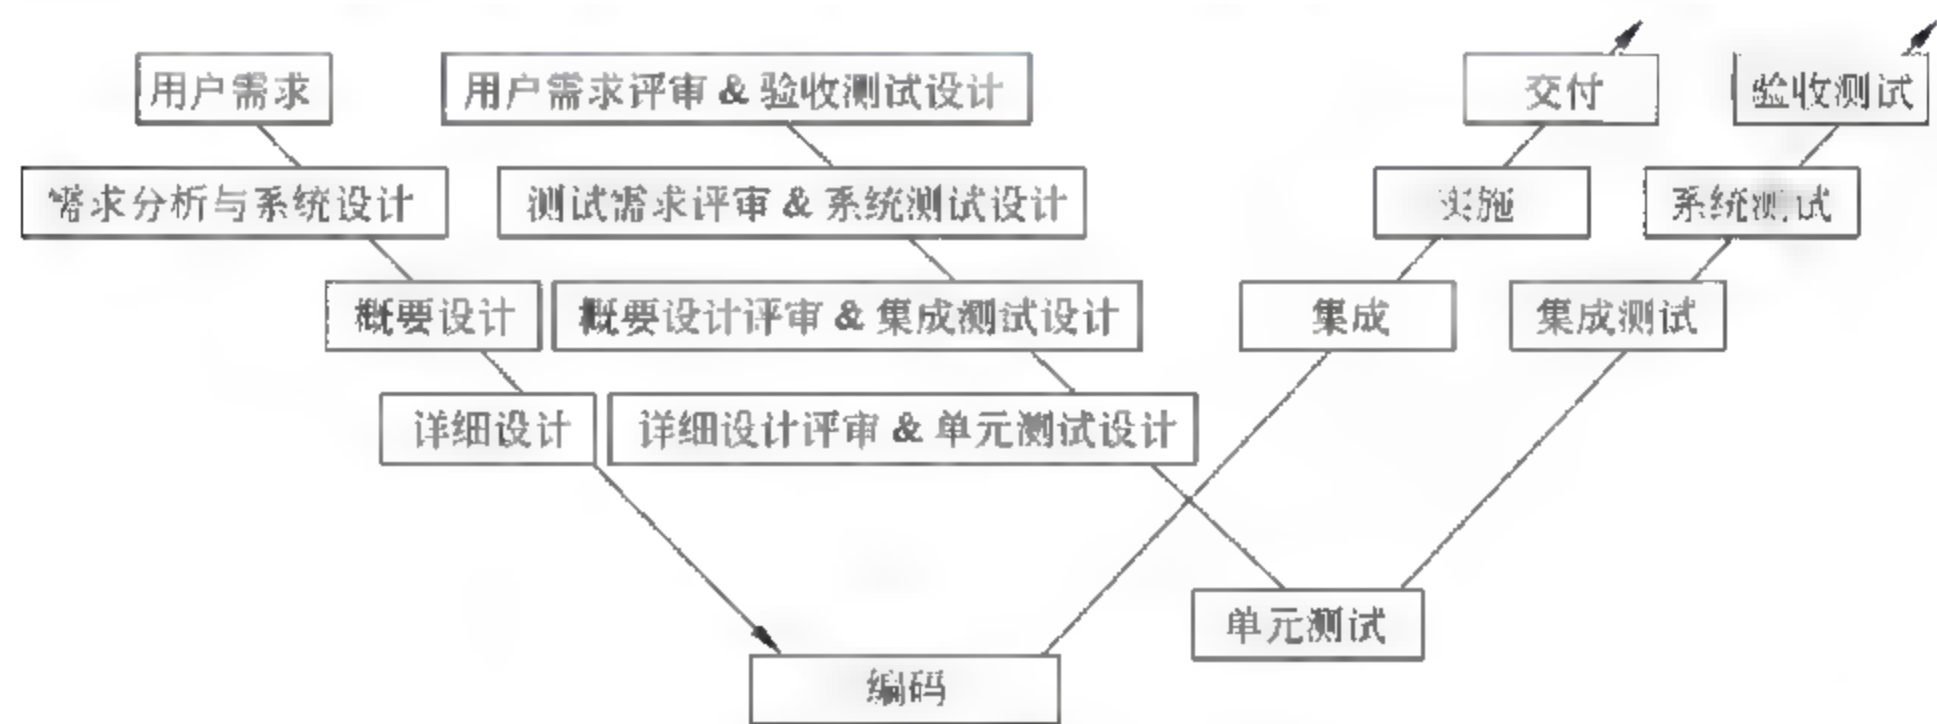 用户需求
用户需求评审 & 验收测试设计
交付
验收测试
需求分析与系统设计
测试需求评审 & 系统测试设计
实施
系统测试
概要设计
概要设计评审 & 集成测试设计
集成
集成测试
详细设计
详细设计评审 & 单元测试设计
单元测试
编码